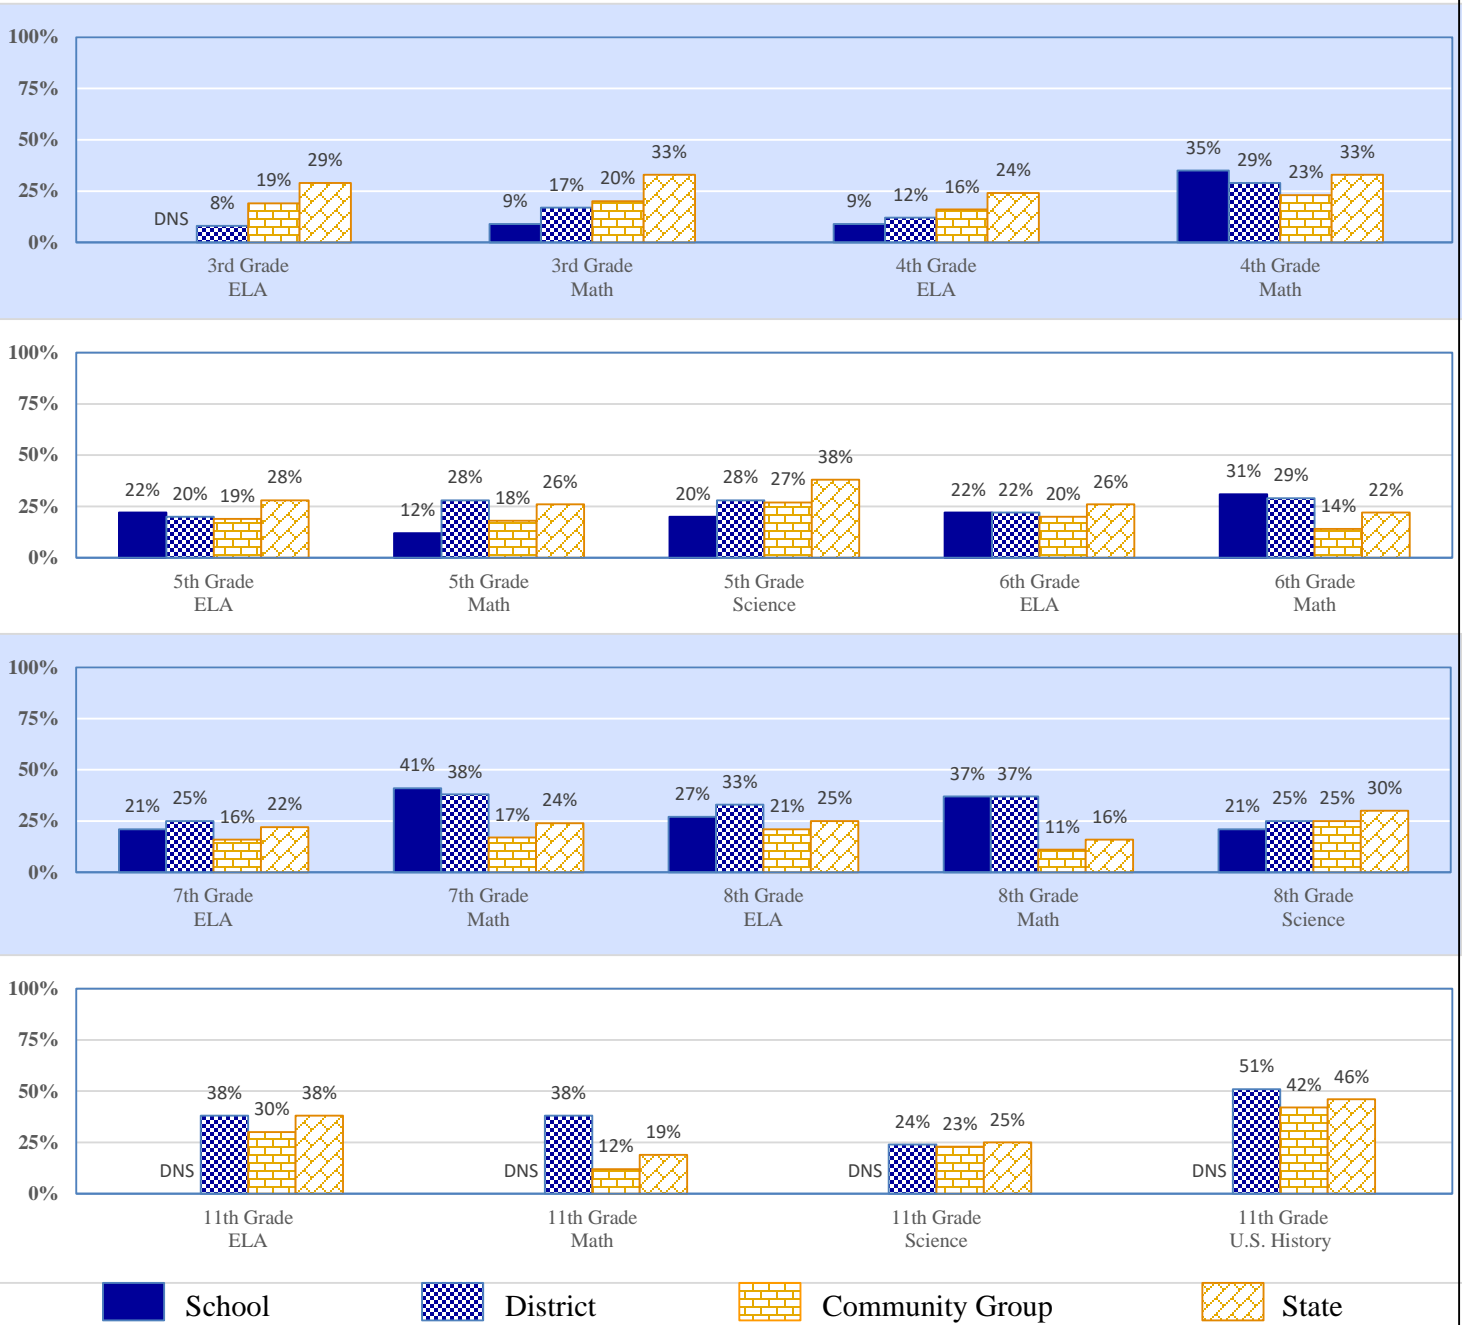 100%
75%
50%
25%
0%
DNS 8% 19% 29%
9% 17% 20% 33%
9% 12% 16% 24%
35% 29% 23% 33%
3rd Grade
ELA
3rd Grade
Math
4th Grade
ELA
4th Grade
Math
100%
75%
50%
25%
0%
22% 20% 19% 28%
12% 28% 18% 26%
20% 28% 27% 38%
22% 22% 20% 26%
31% 29% 14% 22%
5th Grade
ELA
5th Grade
Math
5th Grade
Science
6th Grade
ELA
6th Grade
Math
100%
75%
50%
25%
0%
21% 25% 16% 22%
41% 38% 17% 24%
27% 33% 21% 25%
37% 37% 11% 16%
21% 25% 25% 30%
7th Grade
ELA
7th Grade
Math
8th Grade
ELA
8th Grade
Math
8th Grade
Science
100%
75%
50%
25%
0%
DNS 38% 30% 38%
DNS 38% 12% 19%
DNS 24% 23% 25%
DNS 51% 42% 46%
11th Grade
ELA
11th Grade
Math
11th Grade
Science
11th Grade
U.S. History
School District Community Group State